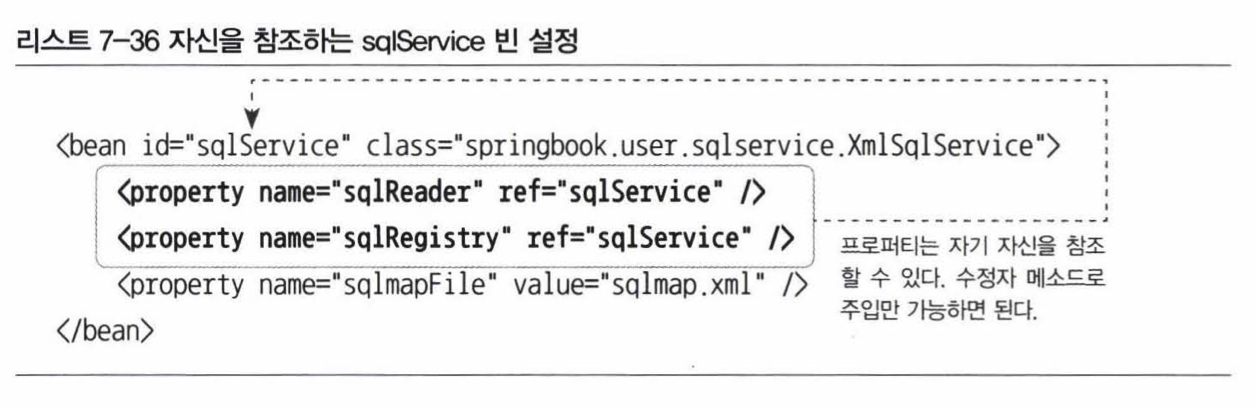 리스트 7-36 자신을 참조하는 sqlService 빈 설정
<bean id="sqlService" class="springbook.user.sqlservice.XmlSqlService">
<property name="sqlReader" ref="sqlService" />
<property name="sqlRegistry" ref="sqlService" />
<property name="sqlmapFile" value="sqlmap.xml" />
</bean>
프로퍼티는 자기 자신을 참조
할 수 있다. 수정자 메소드로
주입만 가능하면 된다.